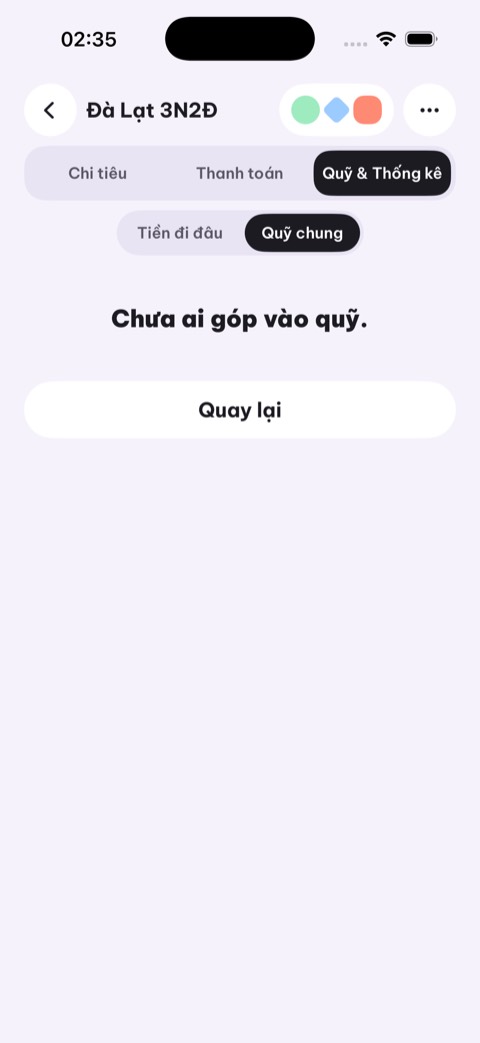 02:35
Đà Lạt 3N2Đ
Chi tiêu
Thanh toán
Quỹ & Thống kê
Tiền đi đâu
Quỹ chung
Chưa ai góp vào quỹ.
Quay lại